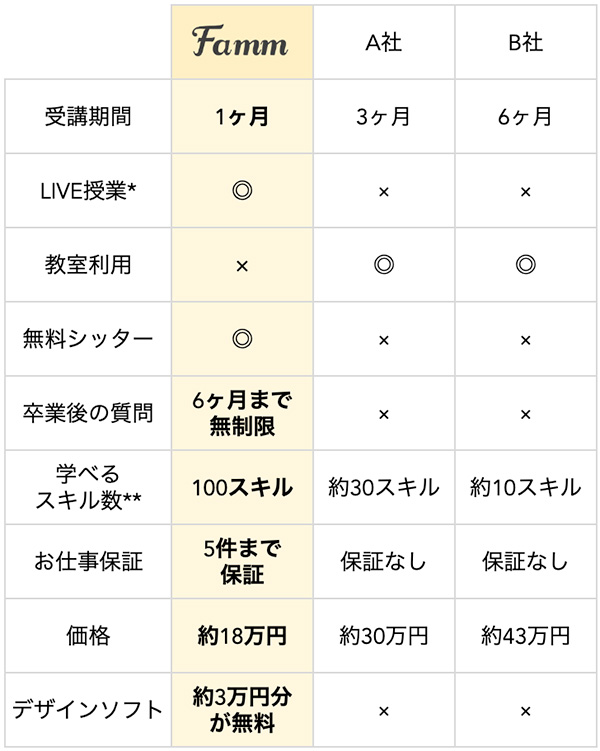 Famm A社 B社
受講期間 1ヶ月 3ヶ月 6ヶ月
LIVE授業* ◎ × ×
教室利用 × ◎ ◎
無料シッター ◎ × ×
卒業後の質問 6ヶ月まで
無制限 × ×
学べる
スキル数** 100スキル 約30スキル 約10スキル
お仕事保証 5件まで
保証 保証なし 保証なし
価格 約18万円 約30万円 約43万円
デザインソフト 約3万円分
が無料 × ×